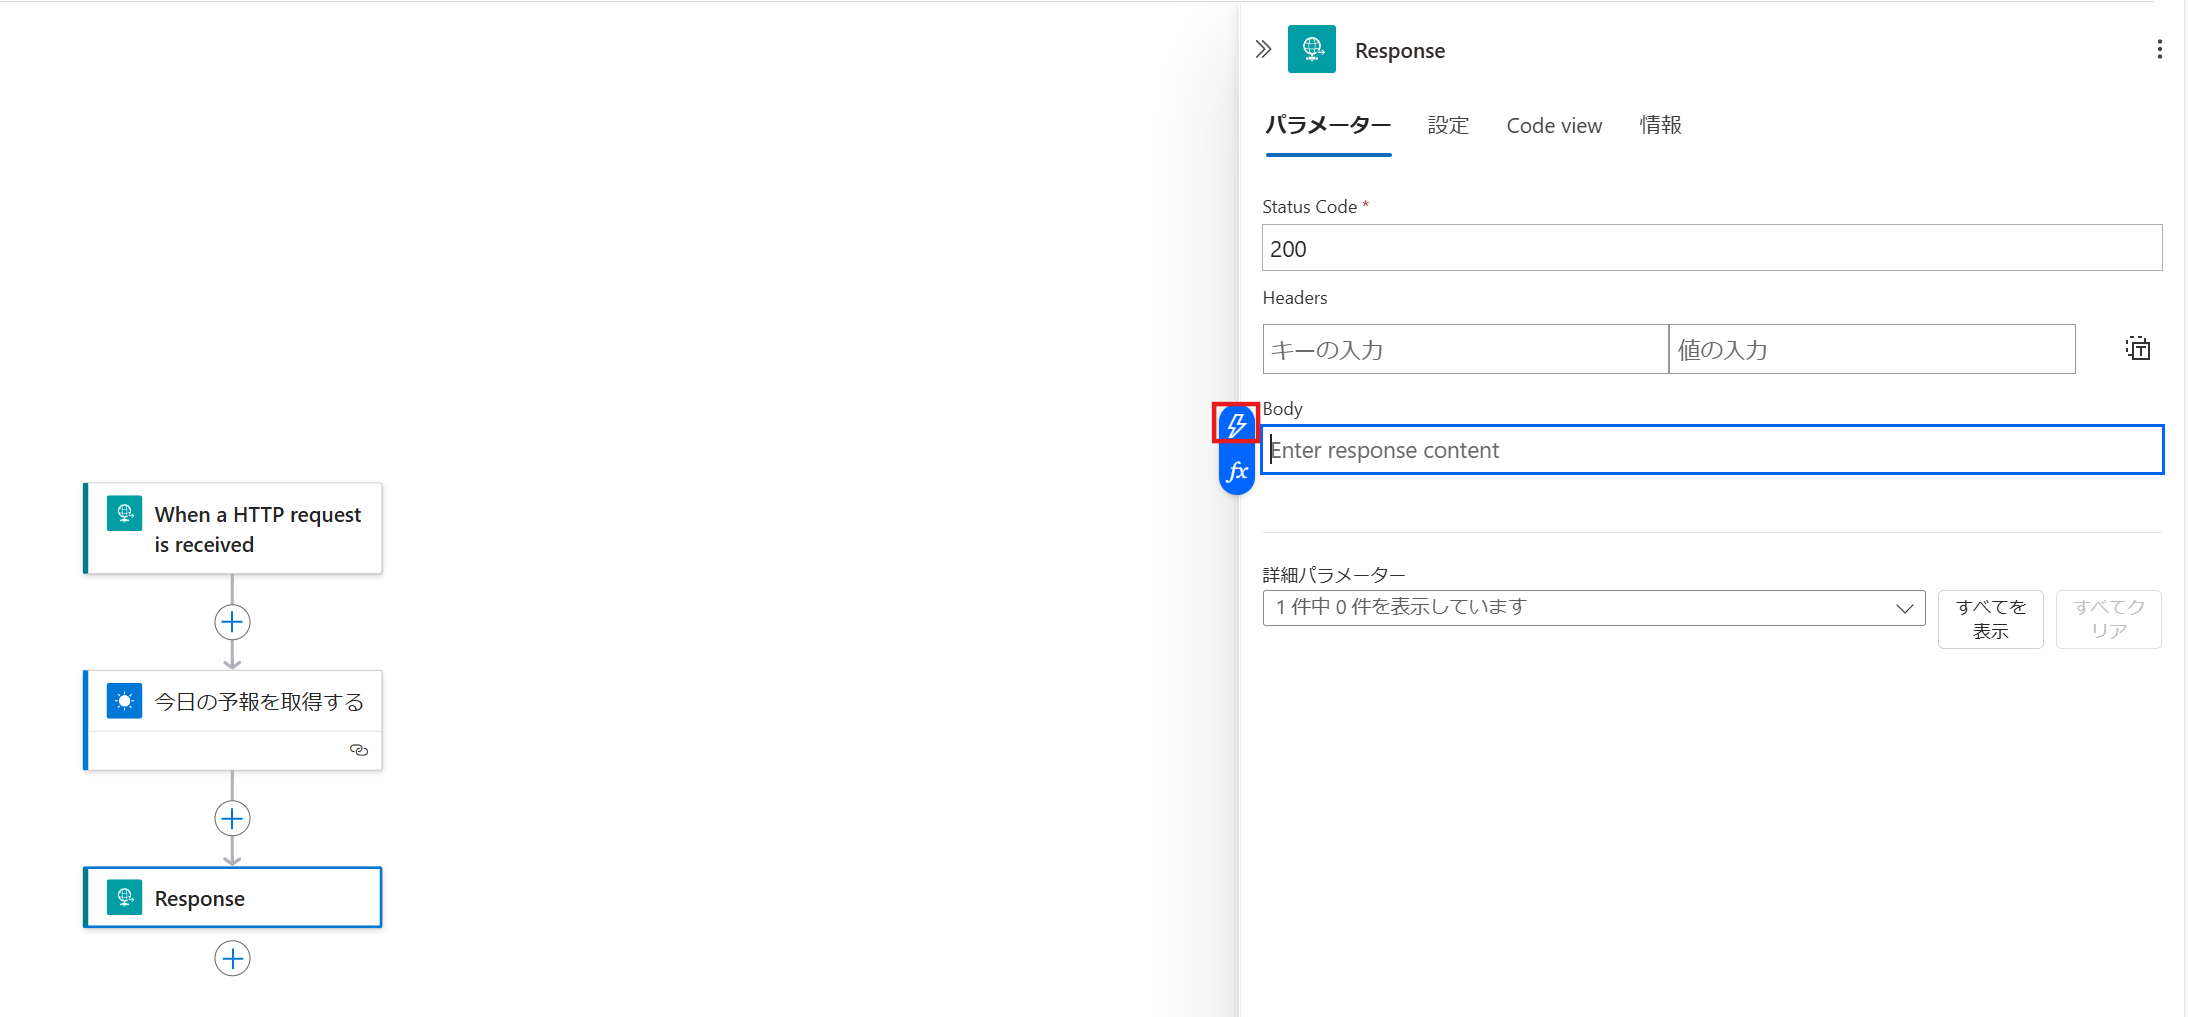 When a HTTP request
is received
今日の予報を取得する
Response
Response
パラメーター 設定 Code view 情報
Status Code *
200
Headers
キーの入力 値の入力
Body
Enter response content
fx
詳細パラメーター
1 件中 0 件を表示しています
すべてを
表示
すべてク
リア